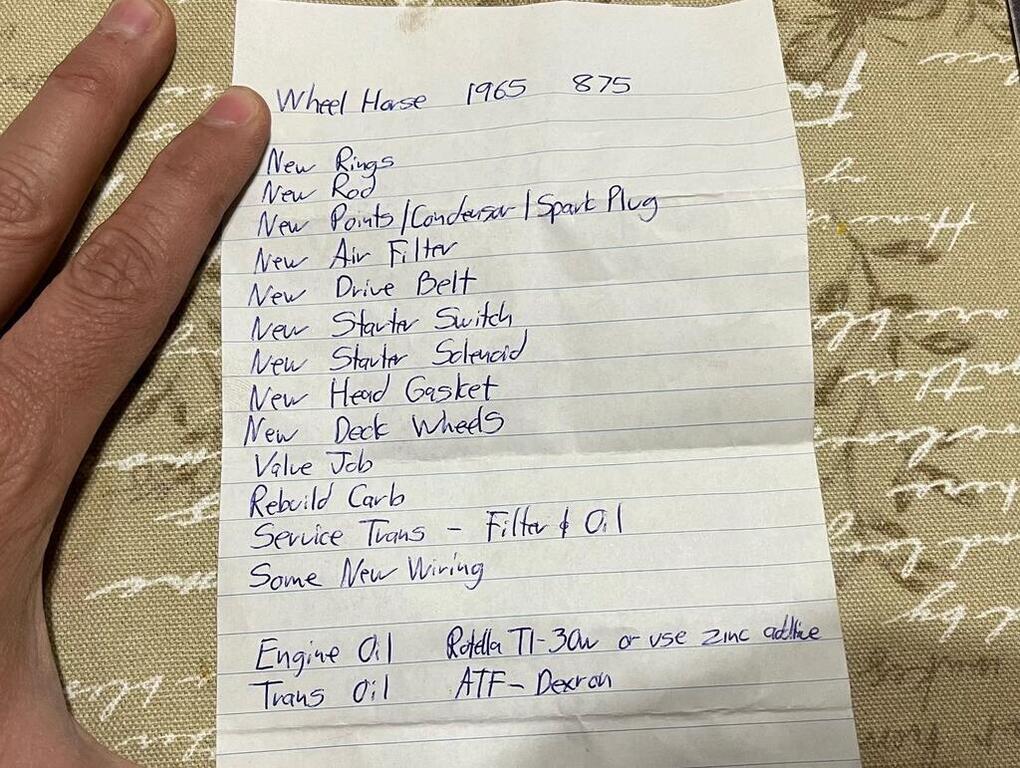 Wheel Horse 1965 875
New Rings
New Rod
New Points/Condensor/Spark Plug
New Air Filter
New Drive Belt
New Starter Switch
New Starter Solenoid
New Head Gasket
New Deck Wheels
Valve Job
Rebuild Carb
Service Trans - Filter & Oil
Some New Wiring
Engine Oil Rotella T1-30w or use zinc additive
Trans Oil ATF-Dexron